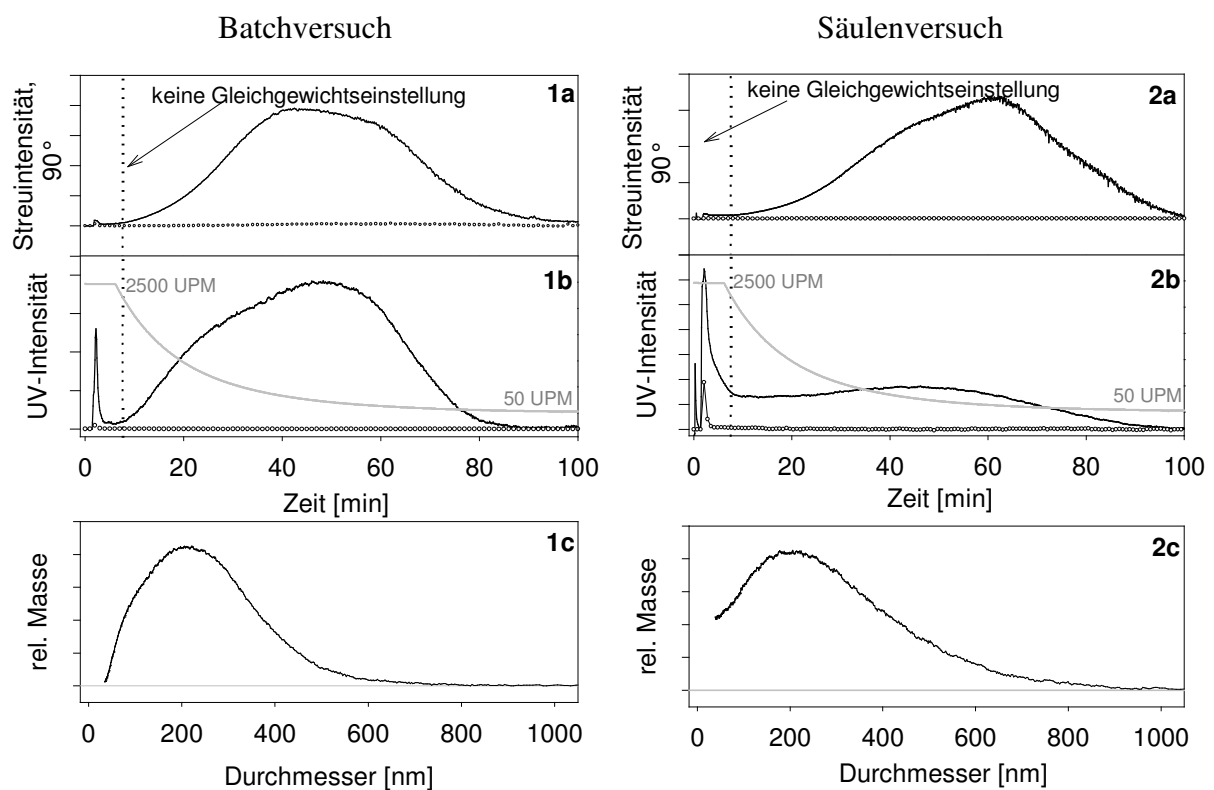 Batchversuch
Säulenversuch
Streuintensität,
90°
keine Gleichgewichtseinstellung
1a
Streuintensität
90°
keine Gleichgewichtseinstellung
2a
UV-Intensität
2500 UPM
1b
50 UPM
0 20 40 60 80 100
Zeit [min]
UV-Intensität
2500 UPM
2b
50 UPM
0 20 40 60 80 100
Zeit [min]
rel. Masse
1c
0 200 400 600 800 1000
Durchmesser [nm]
rel. Masse
2c
0 200 400 600 800 1000
Durchmesser [nm]